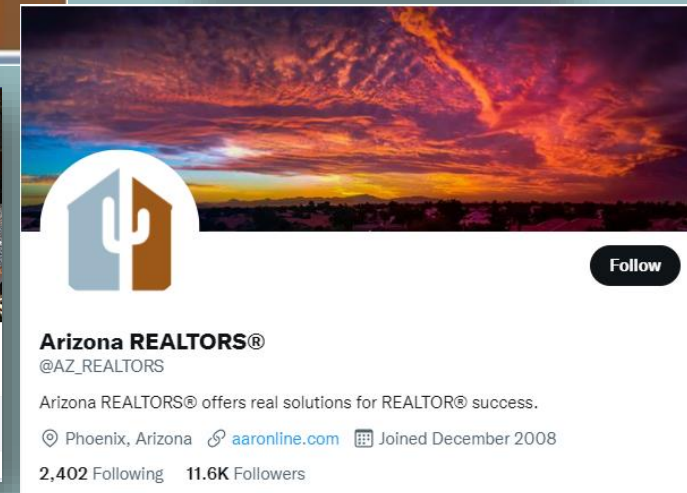 Follow
Arizona REALTORS®
@AZ_REALTORS
Arizona REALTORS® offers real solutions for REALTOR® success.
Phoenix, Arizona aaronline.com Joined December 2008
2,402 Following 11.6K Followers